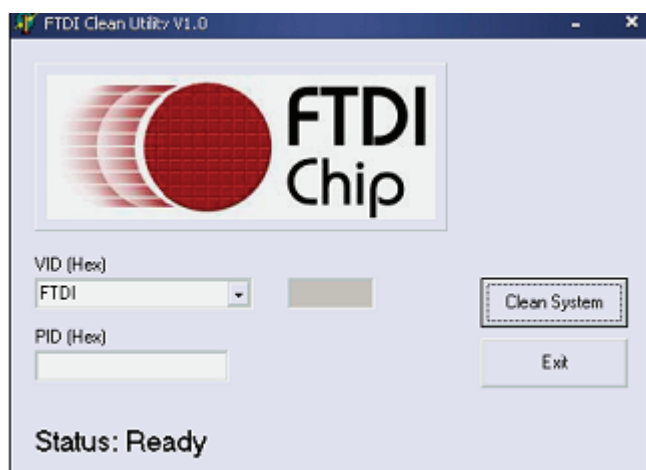 FTDI Clean Utility V1.0
FTDI
Chip
VID (Hex)
FTDI
Clean System
PID (Hex)
Exit
Status: Ready